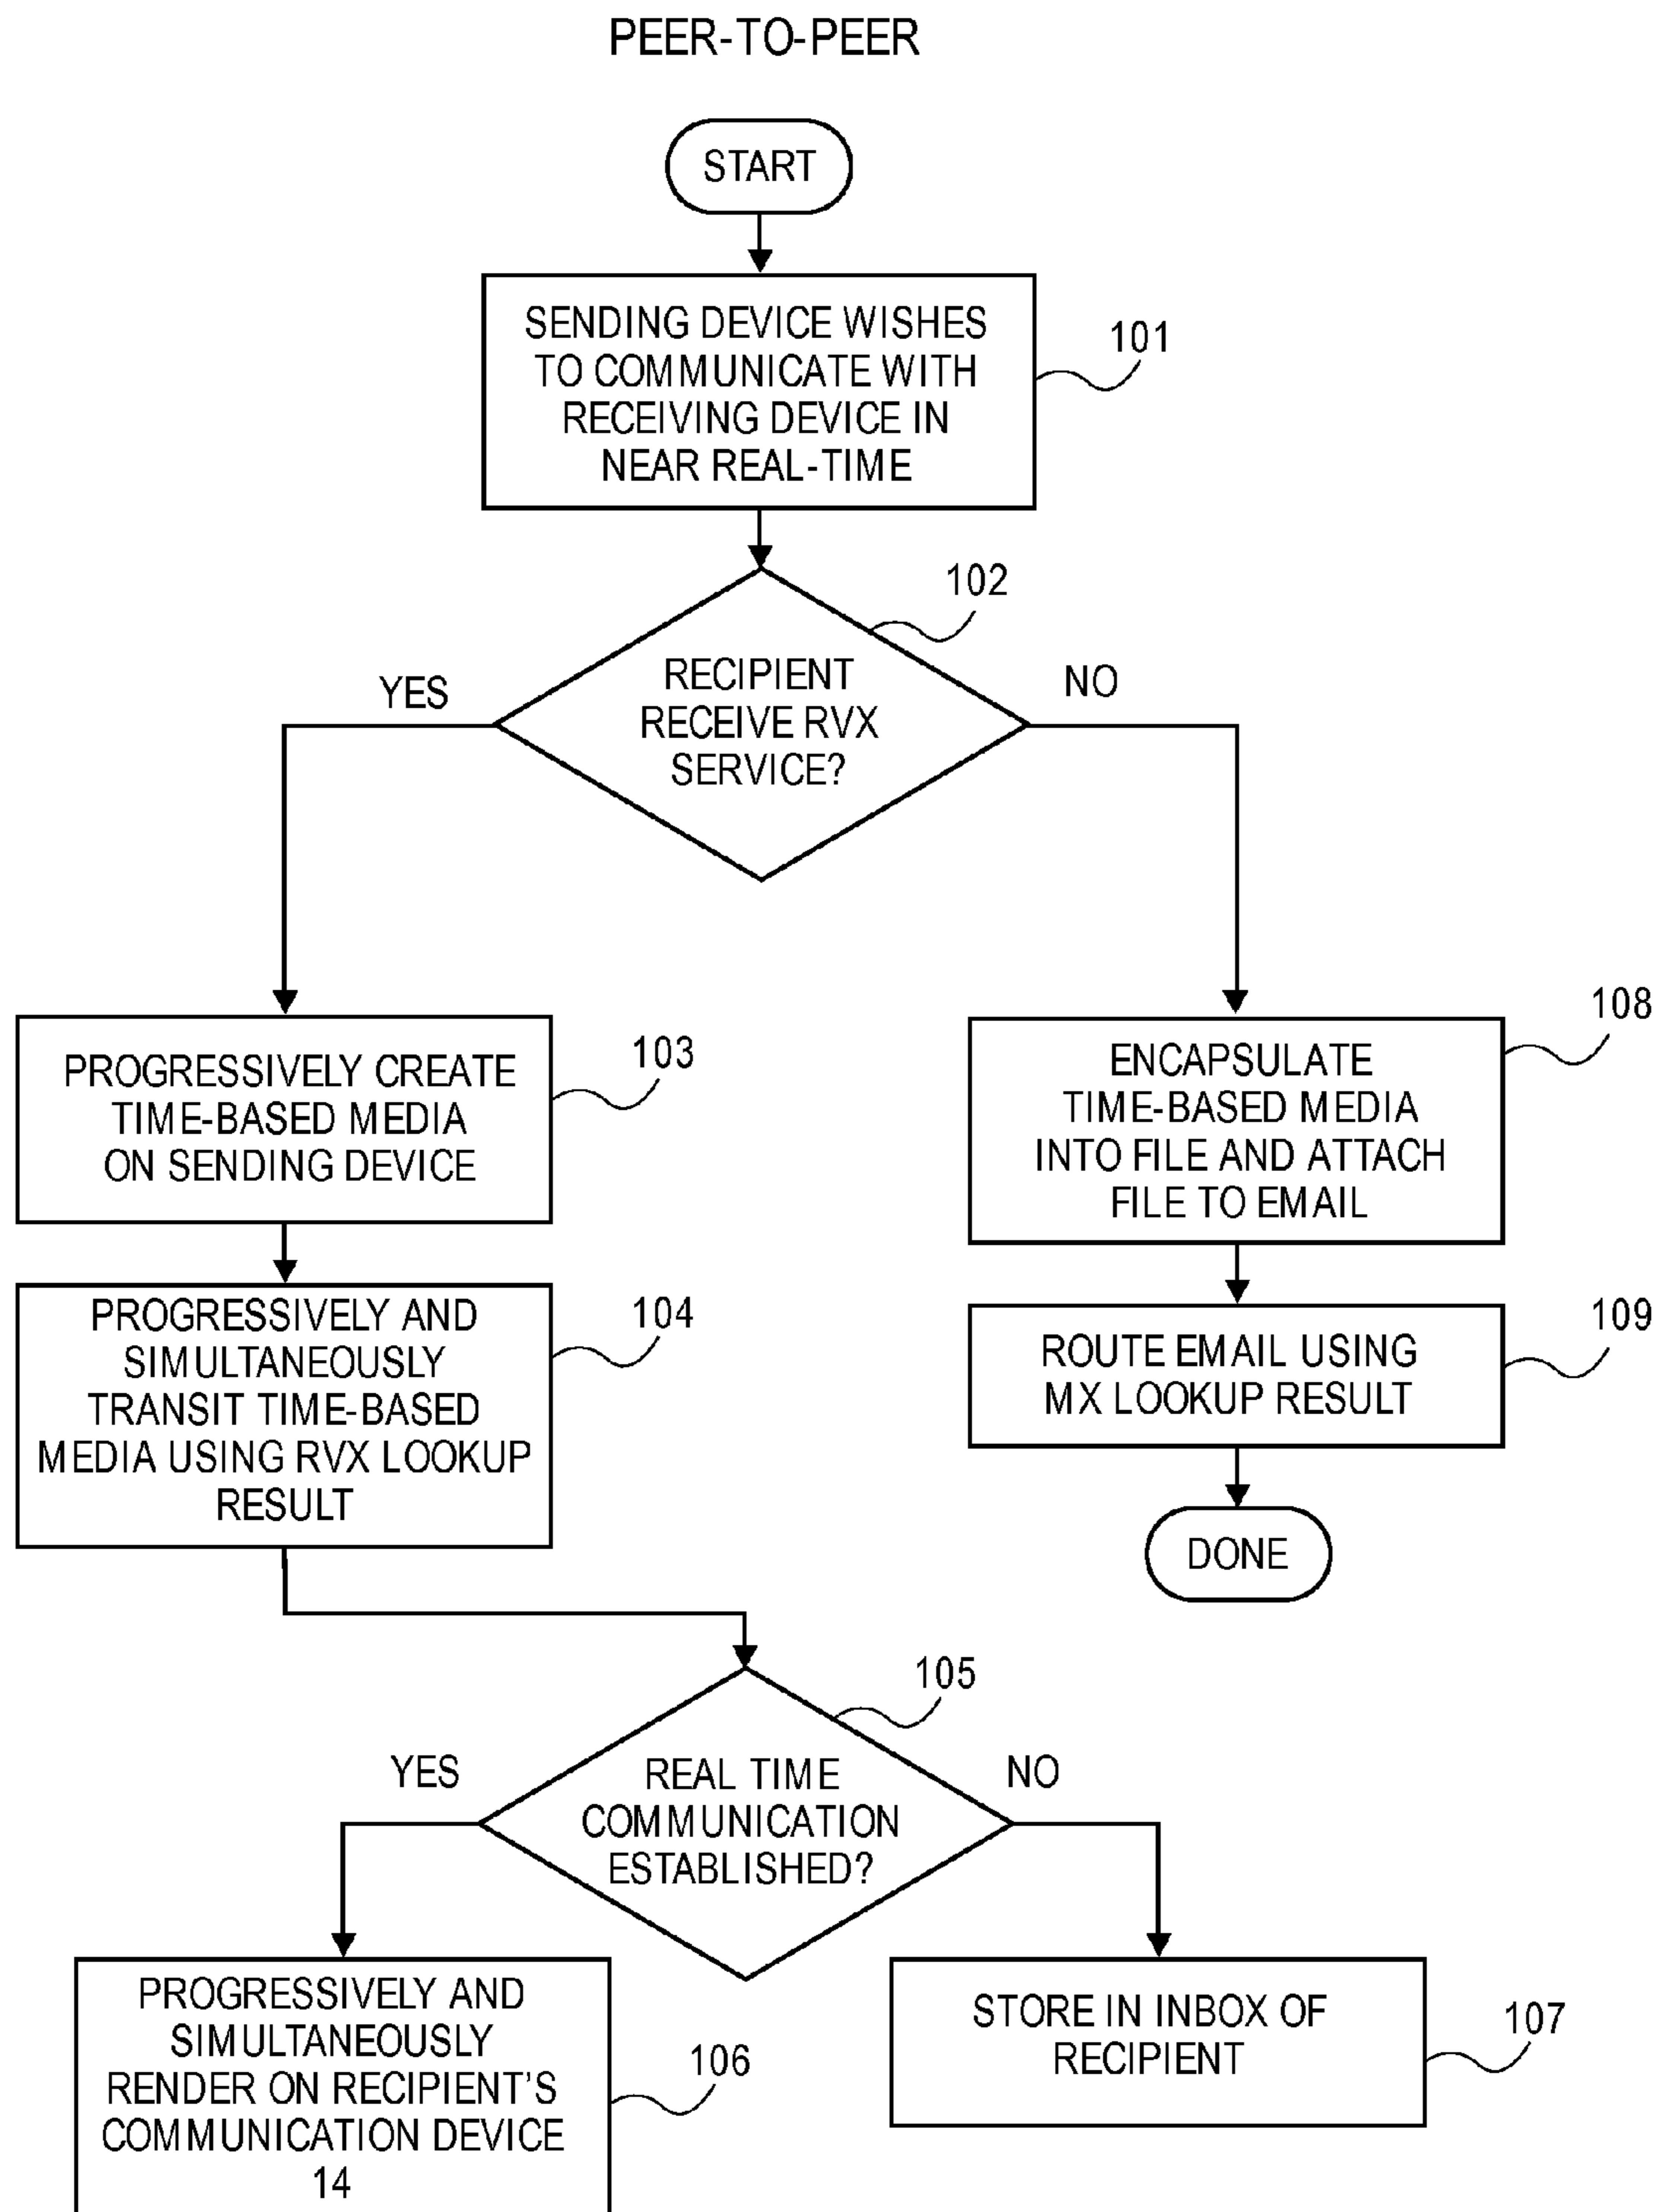 PEER-TO-PEER
START
SENDING DEVICE WISHES
TO COMMUNICATE WITH
RECEIVING DEVICE IN
NEAR REAL-TIME
101
102
RECIPIENT
RECEIVE RVX
SERVICE?
YES
NO
PROGRESSIVELY CREATE
TIME-BASED MEDIA
ON SENDING DEVICE
103
ENCAPSULATE
TIME-BASED MEDIA
INTO FILE AND ATTACH
FILE TO EMAIL
108
PROGRESSIVELY AND
SIMULTANEOUSLY
TRANSIT TIME-BASED
MEDIA USING RVX LOOKUP
RESULT
104
ROUTE EMAIL USING
MX LOOKUP RESULT
109
DONE
105
REAL TIME
COMMUNICATION
ESTABLISHED?
YES
NO
PROGRESSIVELY AND
SIMULTANEOUSLY
RENDER ON RECIPIENT'S
COMMUNICATION DEVICE
14
106
STORE IN INBOX OF
RECIPIENT
107